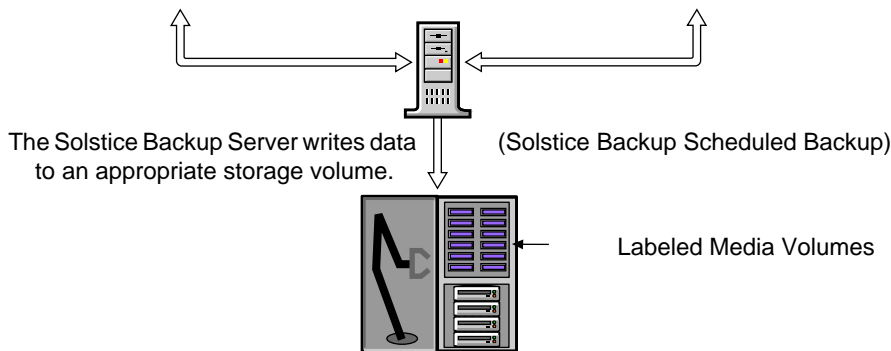 The Solstice Backup Server writes data
to an appropriate storage volume.
(Solstice Backup Scheduled Backup)
Labeled Media Volumes